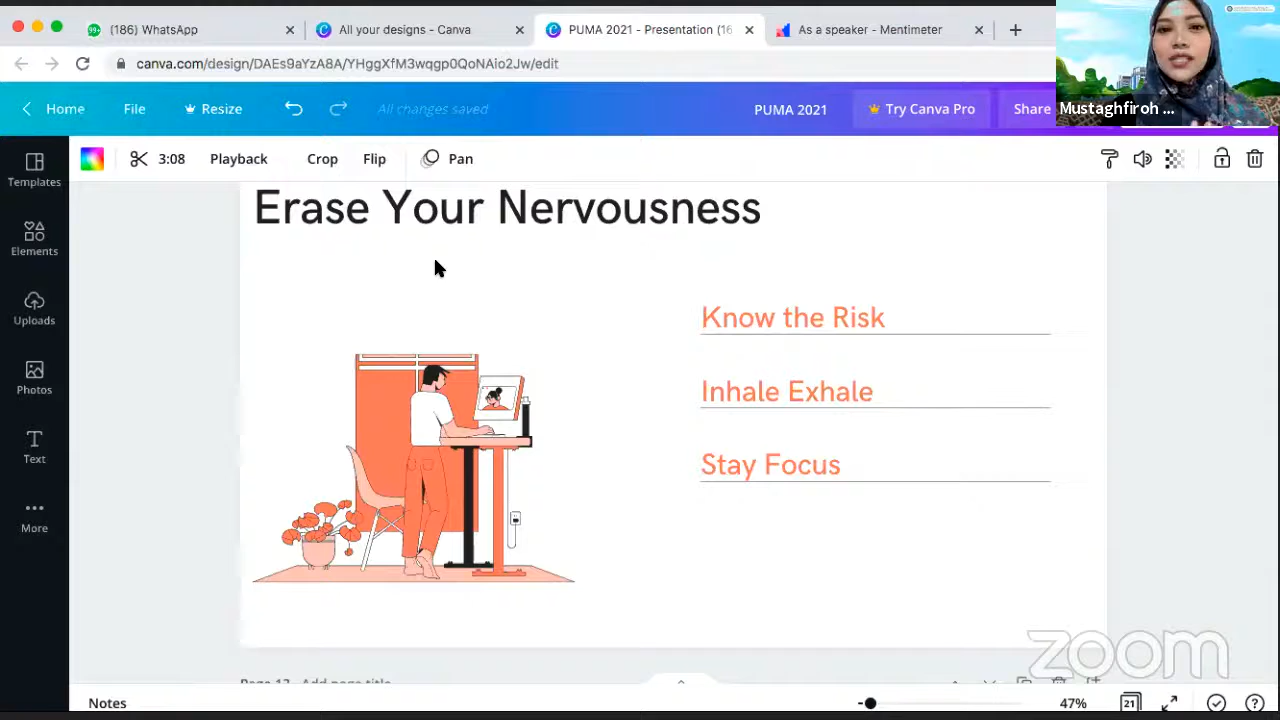 (186) WhatsApp
All your designs - Canva
PUMA 2021 - Presentation (16
As a speaker - Mentimeter
canva.com/design/DAEs9aYzA8A/YHggXfM3wqgp0QoNAio2Jw/edit
Mustaghfiroh ...
Home
File
Resize
All changes saved
PUMA 2021
Try Canva Pro
Share
3:08
Playback
Crop
Flip
Pan
Templates
Elements
Uploads
Photos
Text
More
Erase Your Nervousness
Know the Risk
Inhale Exhale
Stay Focus
zoom
Add page title
Notes
47%
21